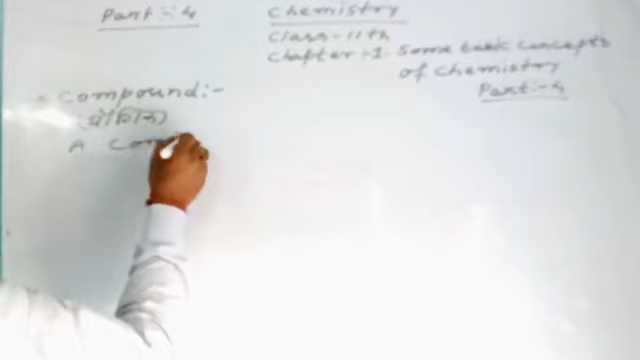 Part :- 4
Chemistry
Class - 11th
Chapter :- 1. Some basic concepts
of Chemistry
Part :- 4
Compound :-
(यौगिक)
A Com